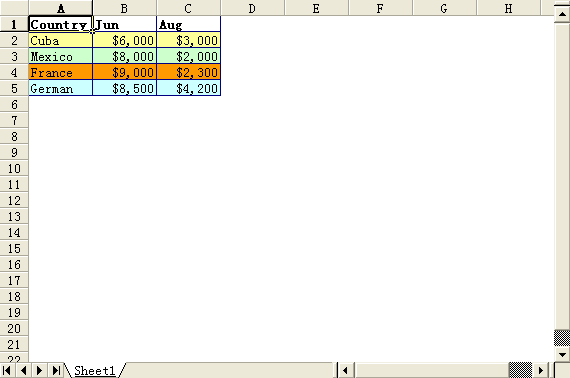 A B C D E F G H
1 Country Jun Aug
2 Cuba $6,000 $3,000
3 Mexico $8,000 $2,000
4 France $9,000 $2,300
5 German $8,500 $4,200
6
7
8
9
10
11
12
13
14
15
16
17
18
19
20
21
22
Sheet1